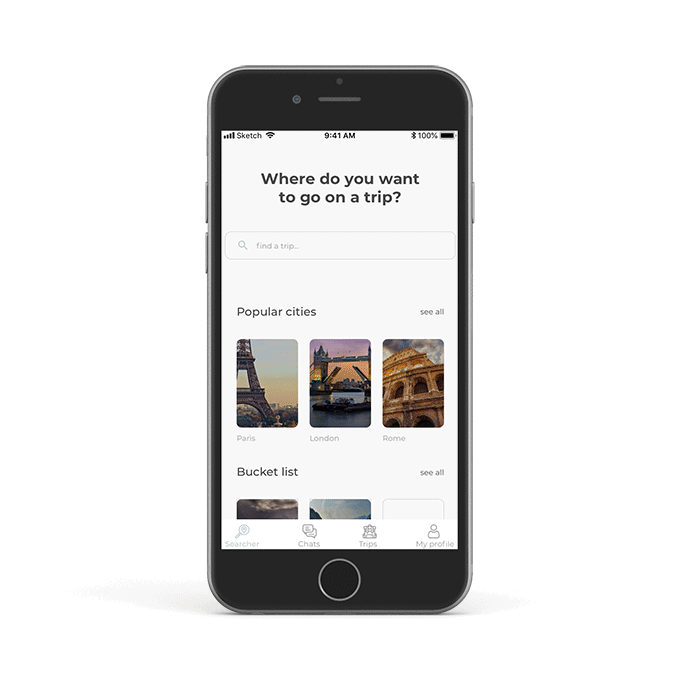 Sketch 9:41 AM 100%
Where do you want
to go on a trip?
find a trip...
Popular cities see all
Paris London Rome
Bucket list see all
Searcher Chats Trips My profile